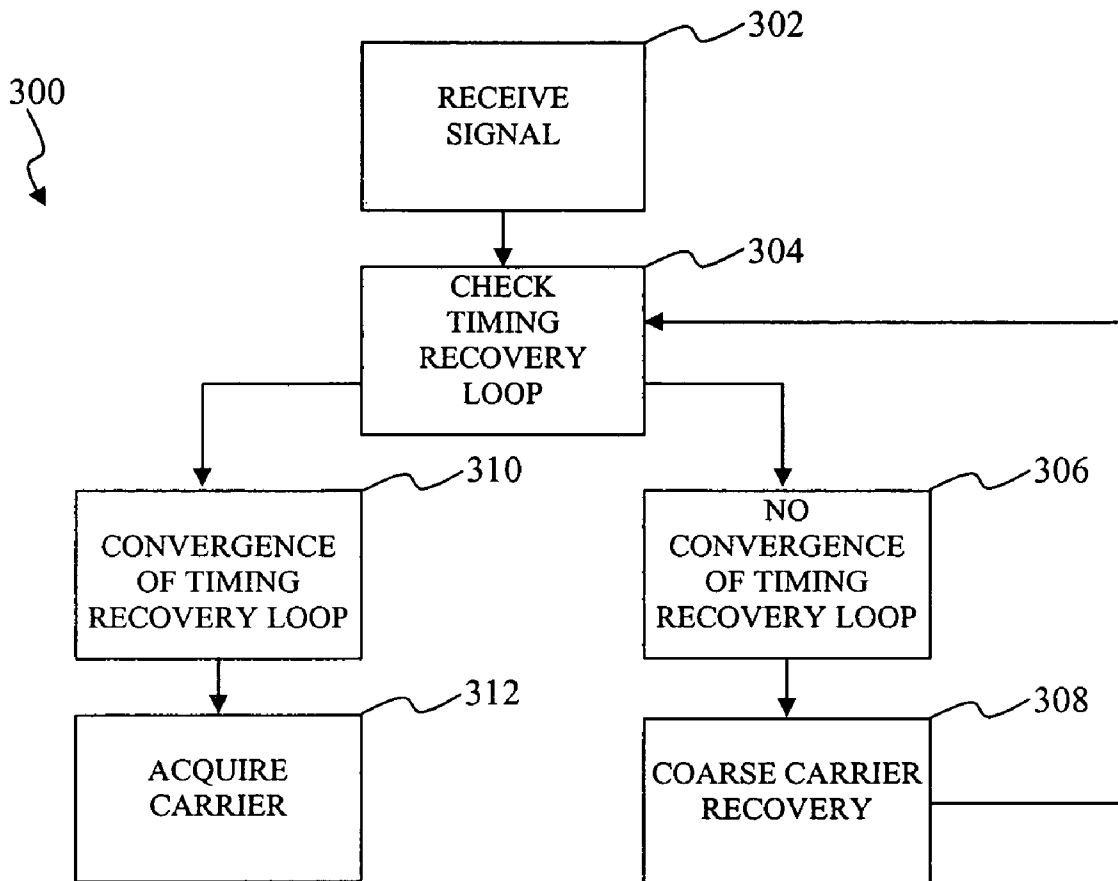 302
300
RECEIVE
SIGNAL
304
CHECK
TIMING
RECOVERY
LOOP
310
306
CONVERGENCE
OF TIMING
RECOVERY LOOP
NO
CONVERGENCE
OF TIMING
RECOVERY LOOP
312
308
ACQUIRE
CARRIER
COARSE CARRIER
RECOVERY